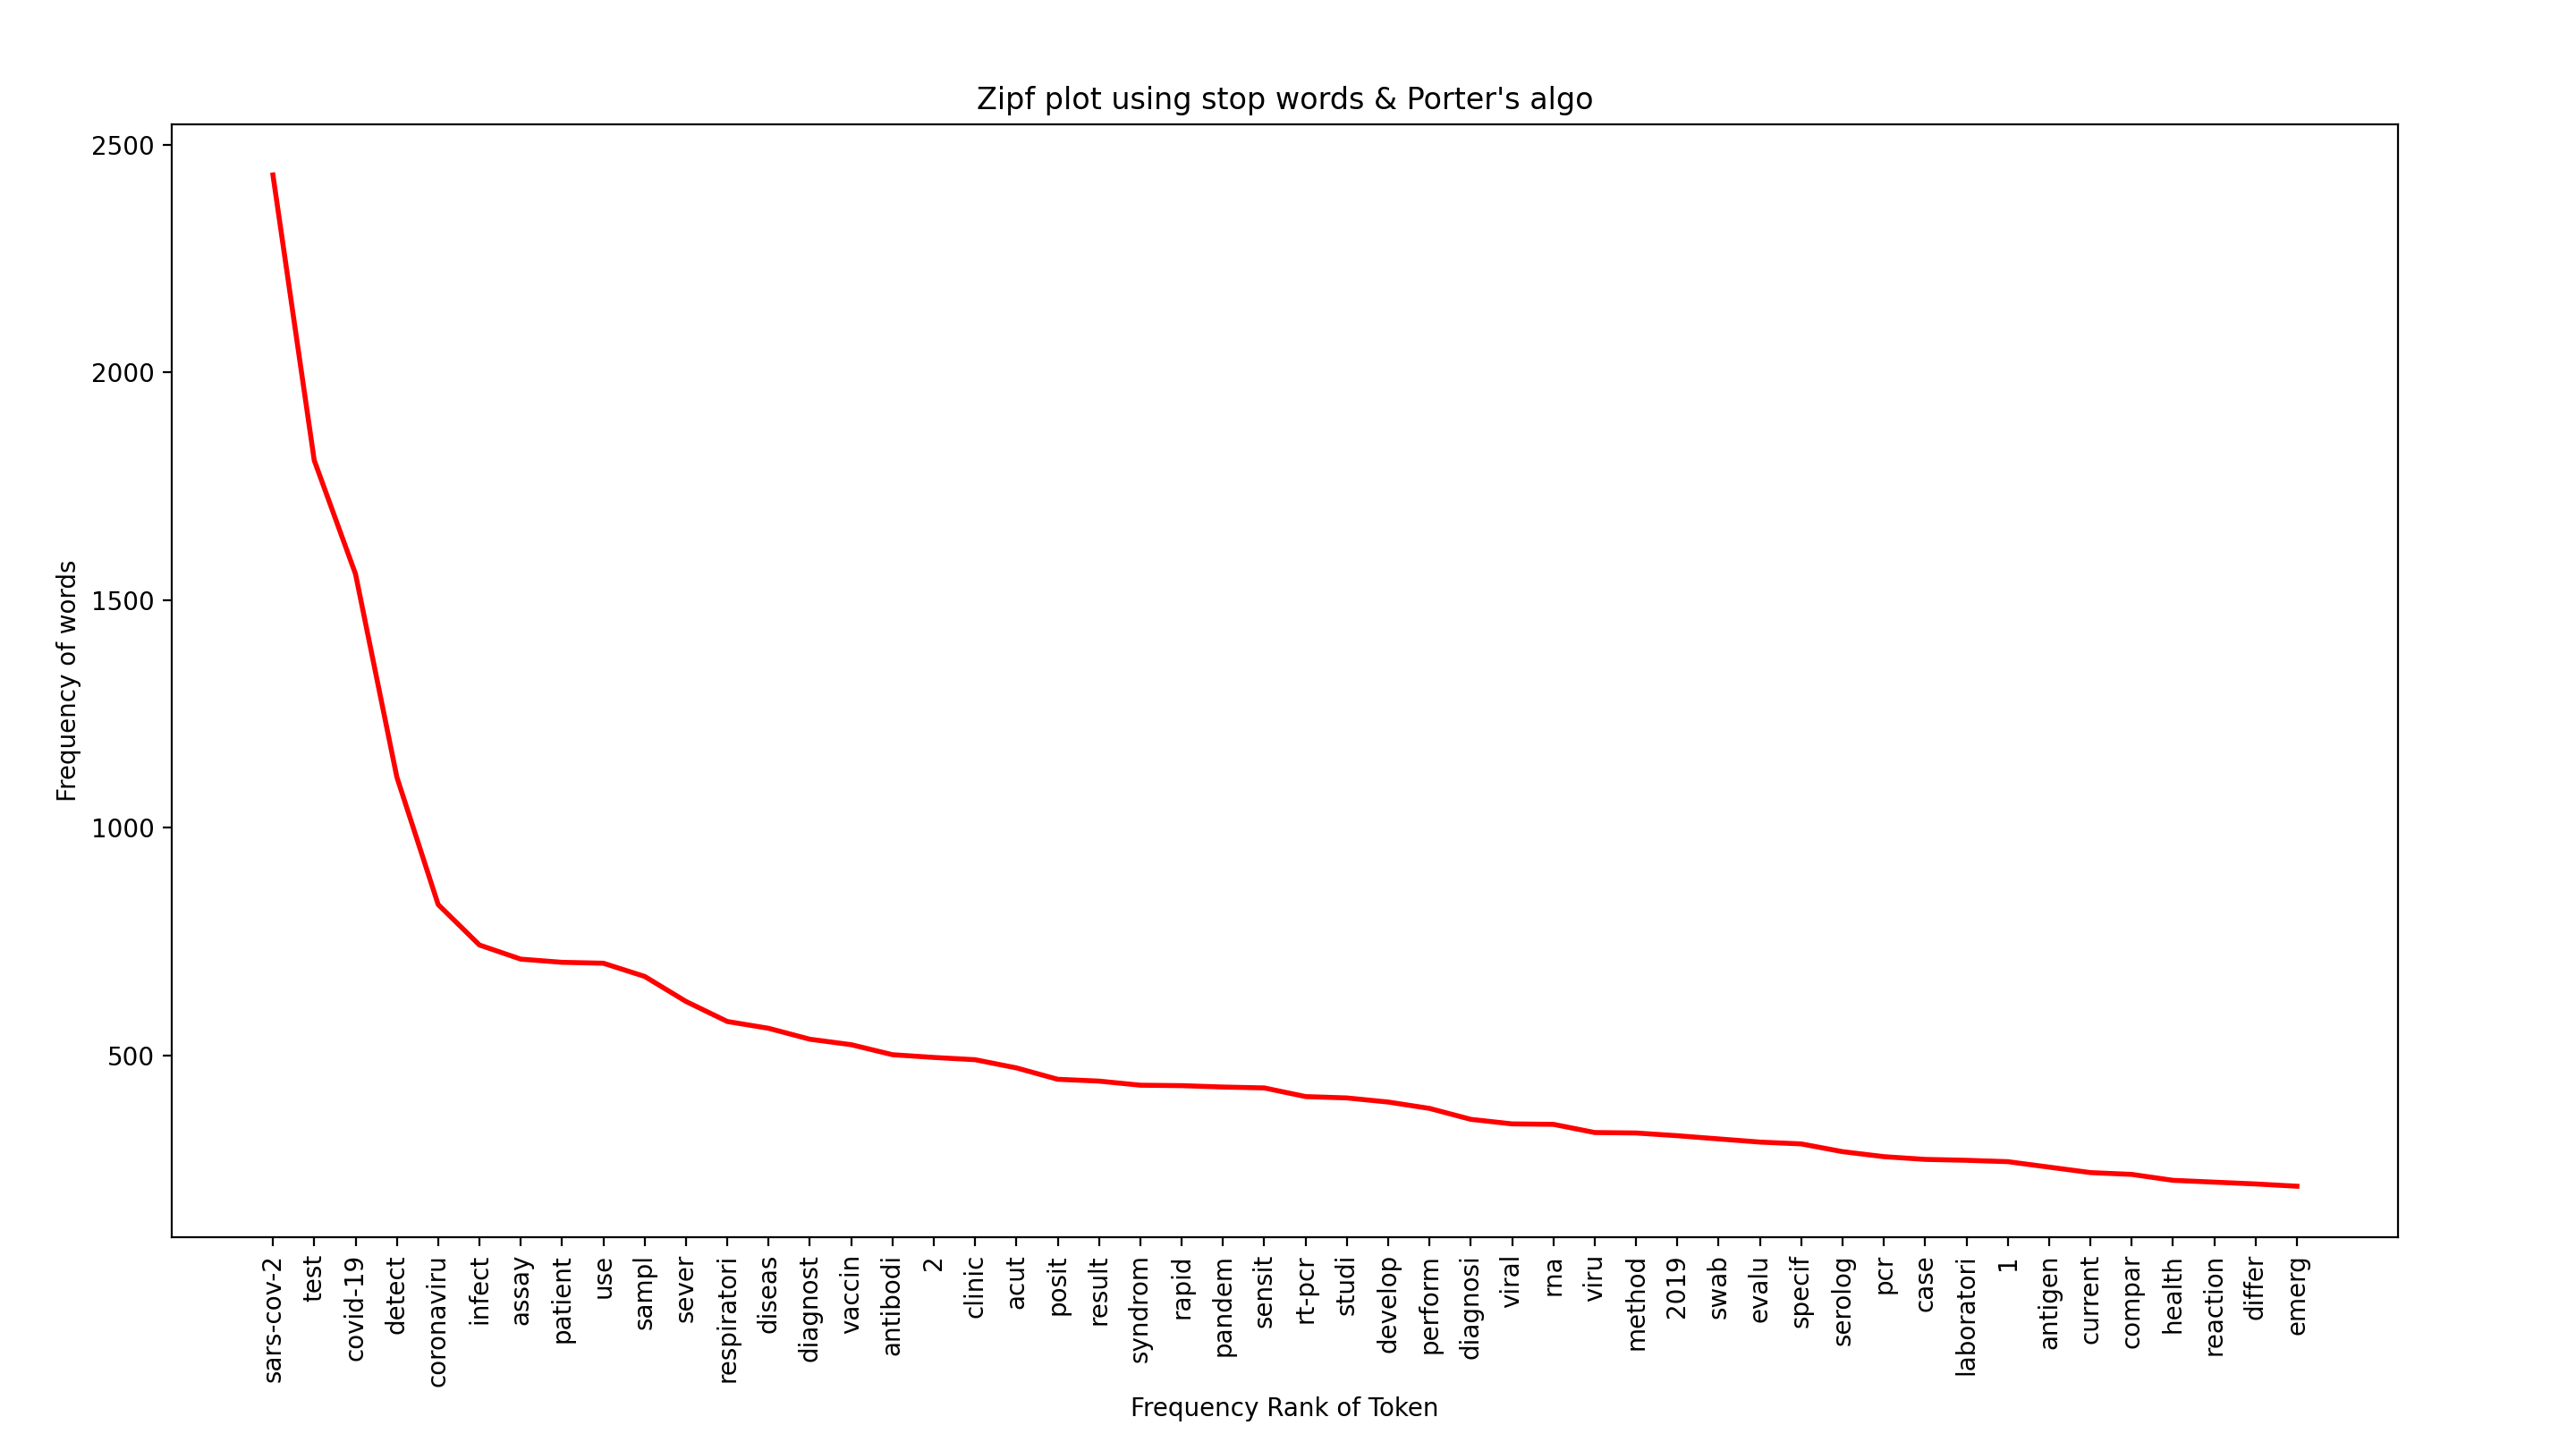 Zipf plot using stop words & Porter's algo
2500
2000
1500
1000
500
Frequency of words
sars-cov-2
test
covid-19
detect
coronaviru
infect
assay
patient
use
sampl
sever
respiratori
diseas
diagnost
vaccin
antibodi
2
clinic
acut
posit
result
syndrom
rapid
pandem
sensit
rt-pcr
studi
develop
perform
diagnosi
viral
rna
viru
method
2019
swab
evalu
specif
serolog
pcr
case
laboratori
1
antigen
current
compar
health
reaction
differ
emerg
Frequency Rank of Token